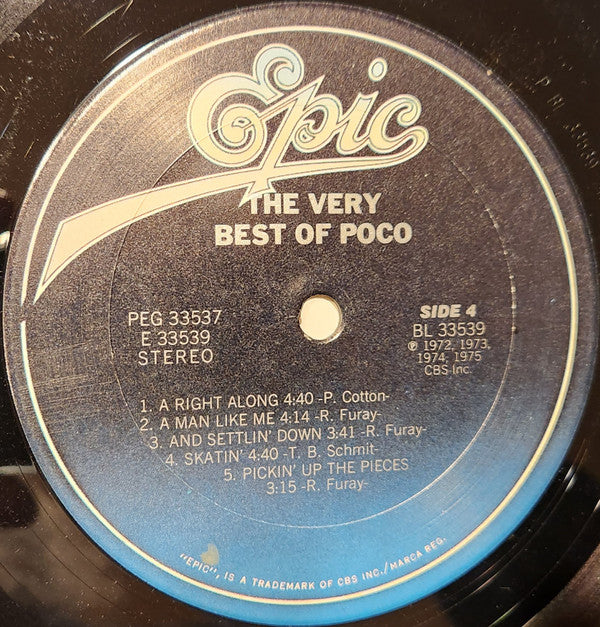 Epic
THE VERY
BEST OF POCO
PEG 33537
E 33539
STEREO
SIDE 4
BL 33539
℗ 1972, 1973,
1974, 1975
CBS Inc.
1. A RIGHT ALONG 4:40 -P. Cotton-
2. A MAN LIKE ME 4:14 -R. Furay-
3. AND SETTLIN' DOWN 3:41 -R. Furay-
4. SKATIN' 4:40 -T. B. Schmit-
5. PICKIN' UP THE PIECES
3:15 -R. Furay-
"EPIC", IS A TRADEMARK OF CBS INC./MARCA REG.